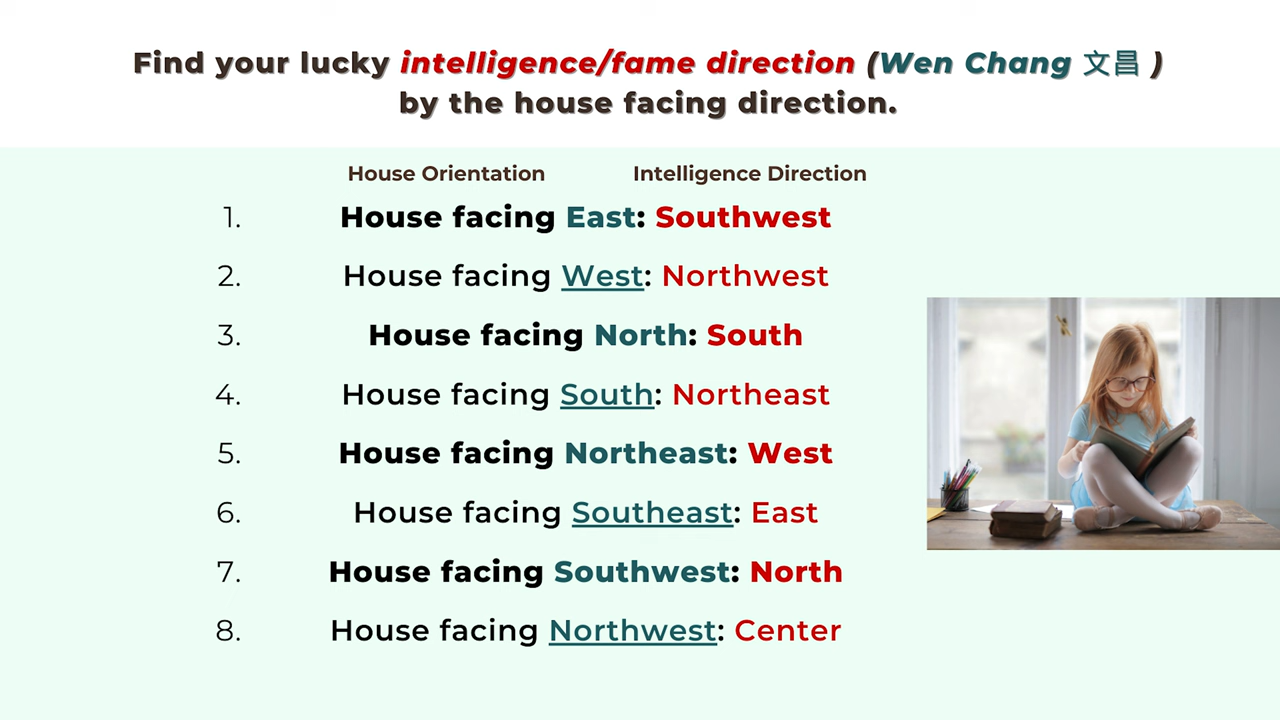 Find your lucky intelligence/fame direction (Wen Chang 文昌 )
by the house facing direction.
House Orientation Intelligence Direction
1. House facing East: Southwest
2. House facing West: Northwest
3. House facing North: South
4. House facing South: Northeast
5. House facing Northeast: West
6. House facing Southeast: East
7. House facing Southwest: North
8. House facing Northwest: Center